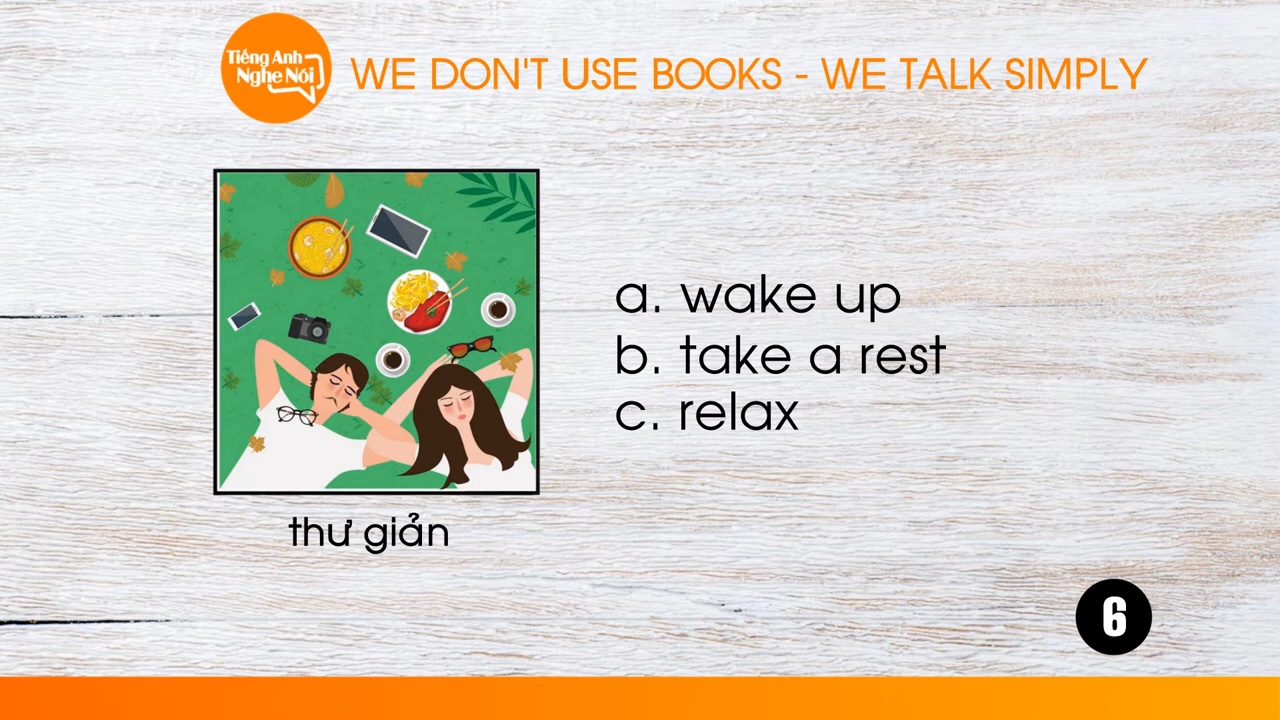 Tiếng Anh
Nghe Nói
WE DON'T USE BOOKS - WE TALK SIMPLY
a. wake up
b. take a rest
c. relax
thư giản
6